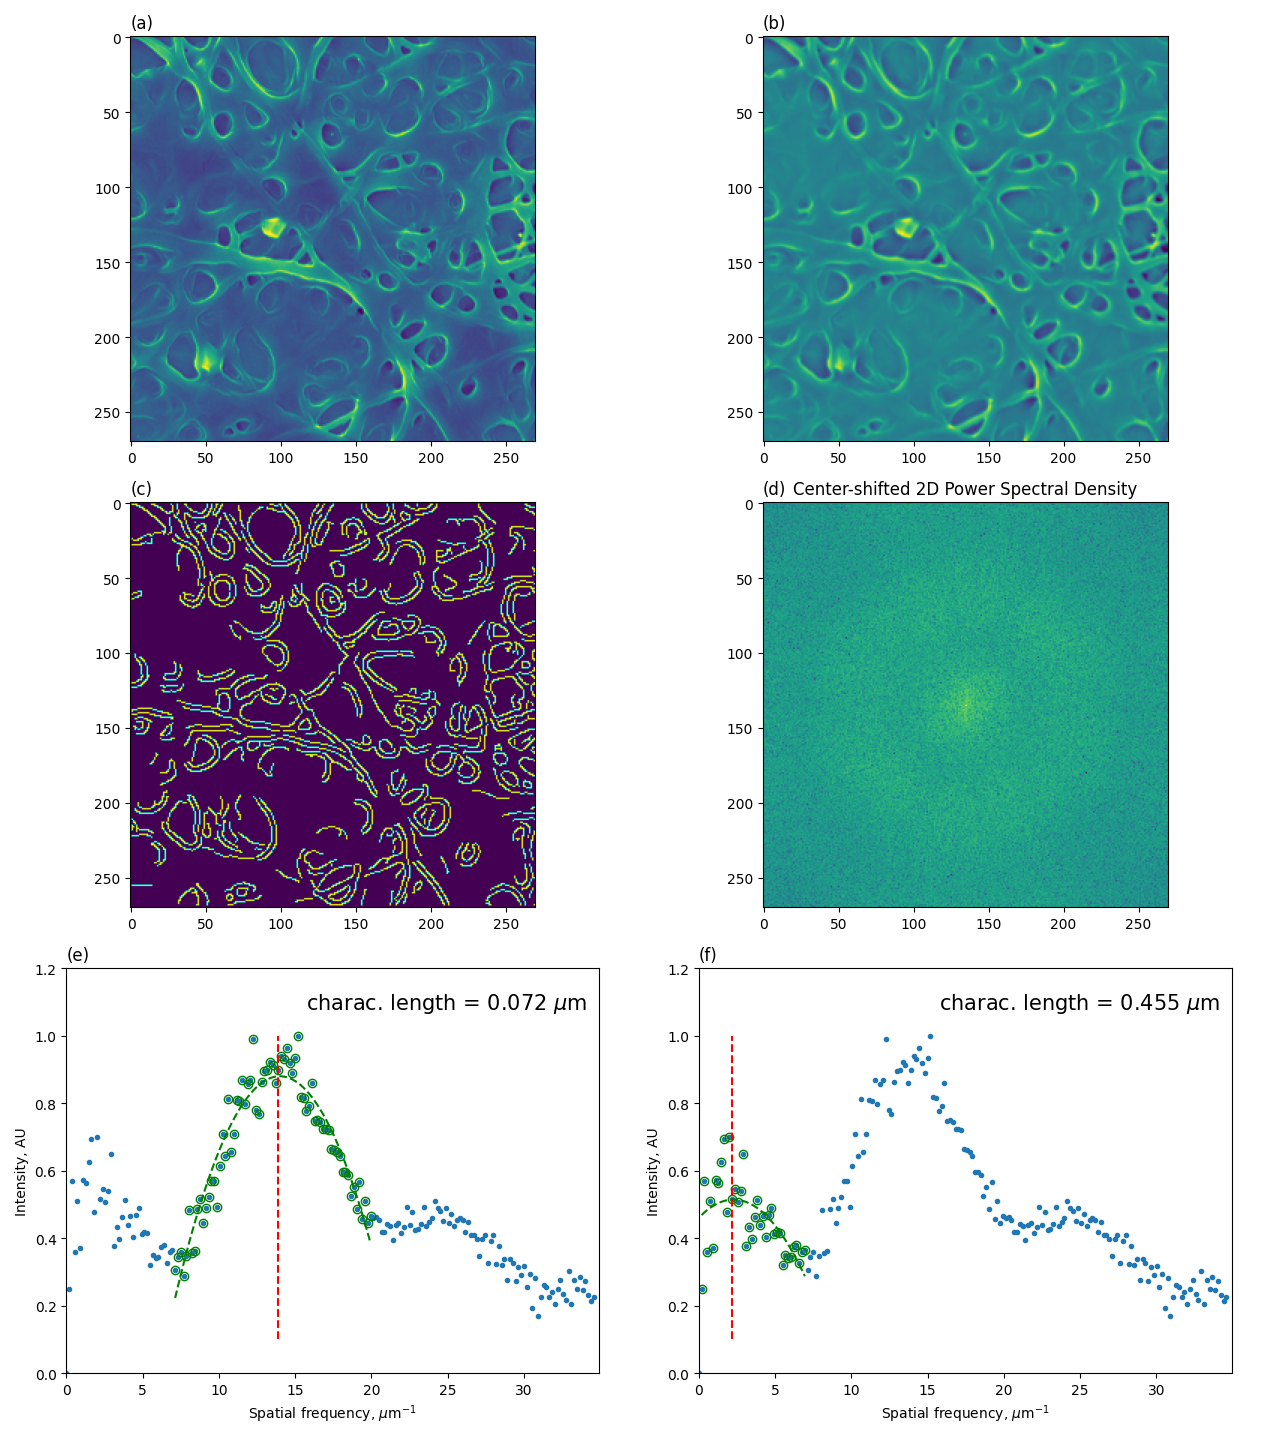 (a)
0
50
100
150
200
250
0 50 100 150 200 250
(b)
0
50
100
150
200
250
0 50 100 150 200 250
(c)
0
50
100
150
200
250
0 50 100 150 200 250
(d) Center-shifted 2D Power Spectral Density
0
50
100
150
200
250
0 50 100 150 200 250
(e)
charac. length = 0.072 μm
Intensity, AU
1.2
1.0
0.8
0.6
0.4
0.2
0.0
0 5 10 15 20 25 30
Spatial frequency, μm⁻¹
(f)
charac. length = 0.455 μm
Intensity, AU
1.2
1.0
0.8
0.6
0.4
0.2
0.0
0 5 10 15 20 25 30
Spatial frequency, μm⁻¹